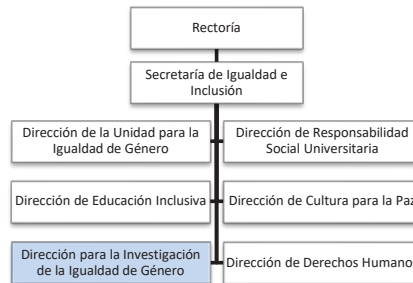 Rectoría
Secretaría de Igualdad e
Inclusión
Dirección de la Unidad para la
Igualdad de Género
Dirección de Responsabilidad
Social Universitaria
Dirección de Educación Inclusiva
Dirección de Cultura para la Paz
Dirección para la Investigación
de la Igualdad de Género
Dirección de Derechos Humano